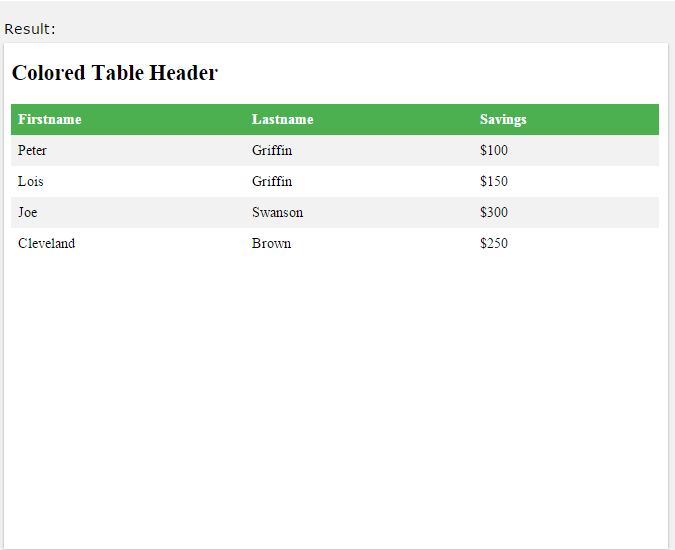 Result:
Colored Table Header
Firstname Lastname Savings
Peter Griffin $100
Lois Griffin $150
Joe Swanson $300
Cleveland Brown $250